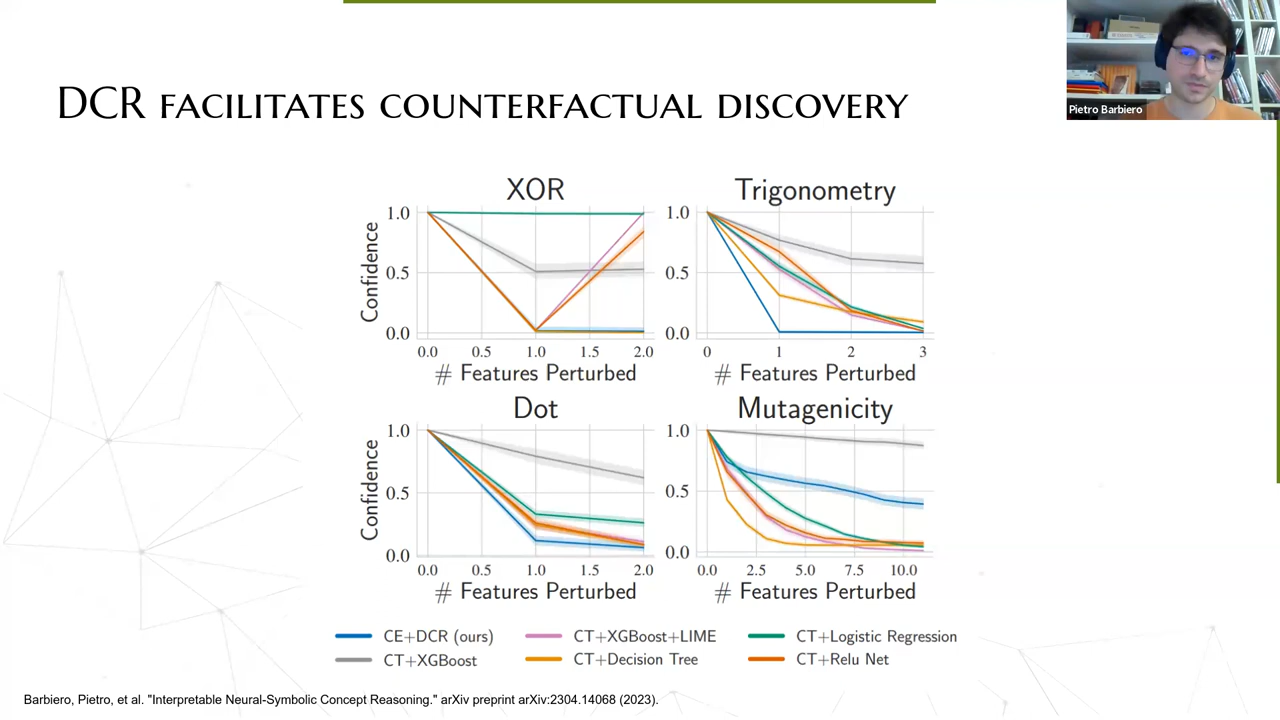 DCR FACILITATES COUNTERFACTUAL DISCOVERY
Pietro Barbiero
XOR
Trigonometry
Confidence
1.0
0.5
0.0
0.0 0.5 1.0 1.5 2.0
# Features Perturbed
1.0
0.5
0.0
0 1 2 3
# Features Perturbed
Dot
Mutagenicity
Confidence
1.0
0.5
0.0
0.0 0.5 1.0 1.5 2.0
# Features Perturbed
1.0
0.5
0.0
0.0 2.5 5.0 7.5 10.0
# Features Perturbed
CE+DCR (ours)
CT+XGBoost+LIME
CT+Logistic Regression
CT+XGBoost
CT+Decision Tree
CT+Relu Net
Barbiero, Pietro, et al. "Interpretable Neural-Symbolic Concept Reasoning." arXiv preprint arXiv:2304.14068 (2023).